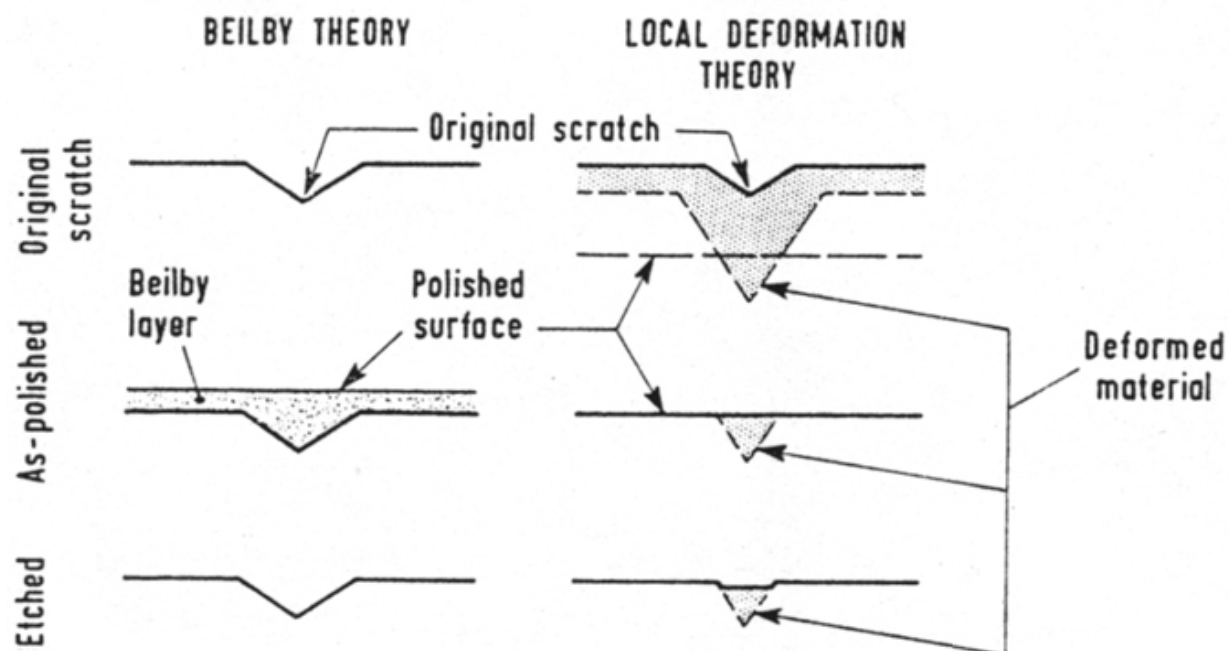 BEILBY THEORY
LOCAL DEFORMATION
THEORY
Original
scratch
Original scratch
Beilby
layer
Polished
surface
As-polished
Deformed
material
Etched